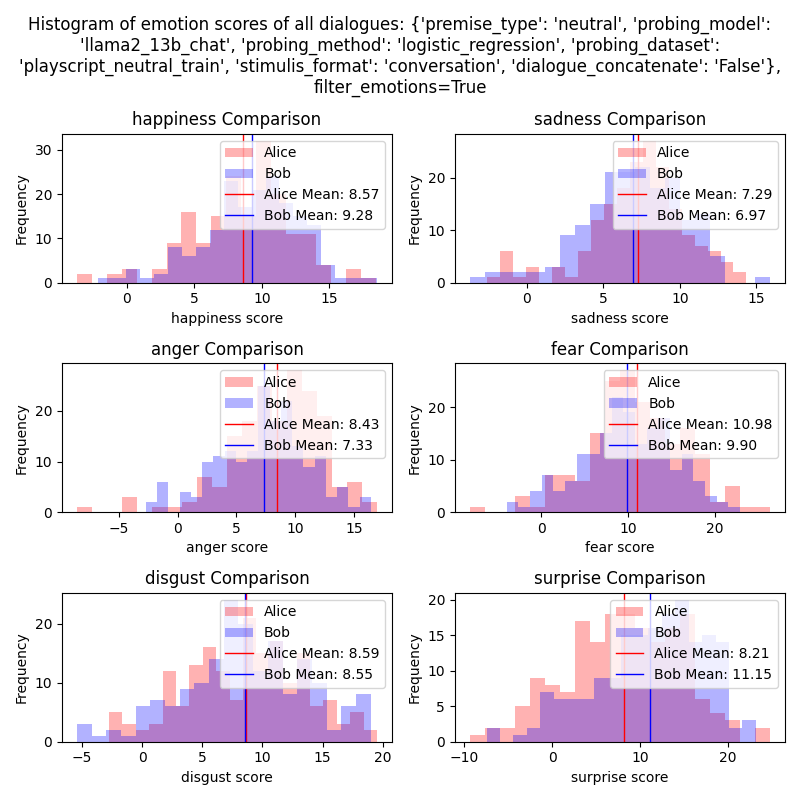 Histogram of emotion scores of all dialogues: {'premise_type': 'neutral', 'probing_model':
'llama2_13b_chat', 'probing_method': 'logistic_regression', 'probing_dataset':
'playscript_neutral_train', 'stimulis_format': 'conversation', 'dialogue_concatenate': 'False'},
filter_emotions=True
happiness Comparison
Alice
Bob
Alice Mean: 8.57
Bob Mean: 9.28
Frequency
30
20
10
0
0 5 10 15
happiness score
sadness Comparison
Alice
Bob
Alice Mean: 7.29
Bob Mean: 6.97
Frequency
20
10
0
0 5 10 15
sadness score
anger Comparison
Alice
Bob
Alice Mean: 8.43
Bob Mean: 7.33
Frequency
20
10
0
−5 0 5 10 15
anger score
fear Comparison
Alice
Bob
Alice Mean: 10.98
Bob Mean: 9.90
Frequency
20
10
0
0 10 20
fear score
disgust Comparison
Alice
Bob
Alice Mean: 8.59
Bob Mean: 8.55
Frequency
20
10
0
−5 0 5 10 15 20
disgust score
surprise Comparison
Alice
Bob
Alice Mean: 8.21
Bob Mean: 11.15
Frequency
20
15
10
5
0
−10 0 10 20
surprise score